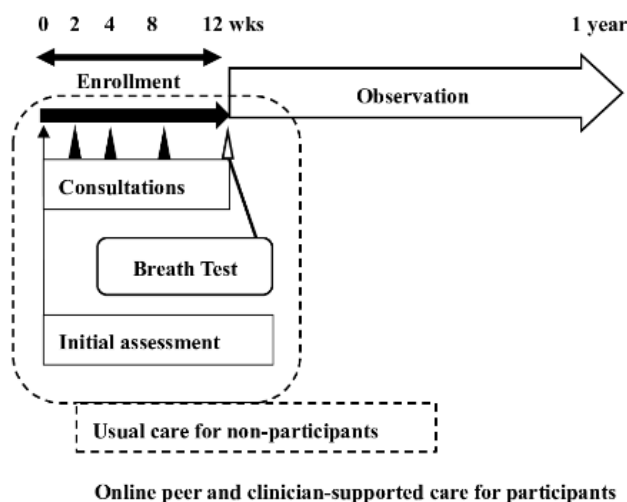 0 2 4 8 12 wks 1 year
Enrollment
Observation
Consultations
Breath Test
Initial assessment
Usual care for non-participants
Online peer and clinician-supported care for participants